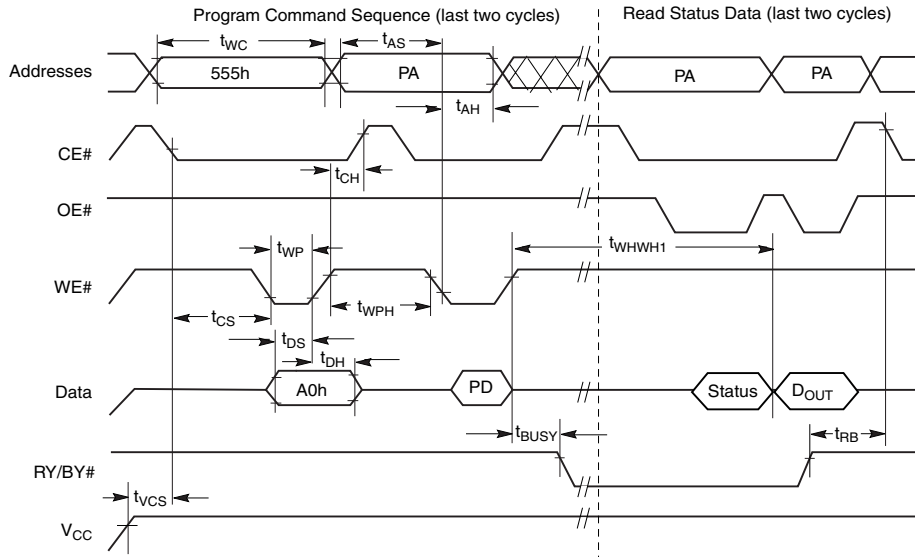 Program Command Sequence (last two cycles)
Read Status Data (last two cycles)
tWC
tAS
Addresses
555h
PA
PA
PA
tAH
CE#
tCH
OE#
tWHWH1
tWP
WE#
tWPH
tCS
tDS
tDH
Data
A0h
PD
Status
DOUT
tBUSY
tRB
RY/BY#
tVCS
VCC